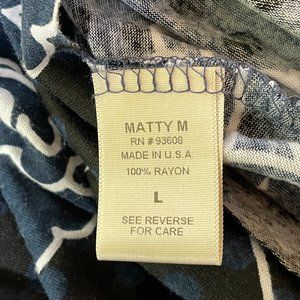 MATTY M
RN # 93608
MADE IN U.S.A
100% RAYON
L
SEE REVERSE
FOR CARE